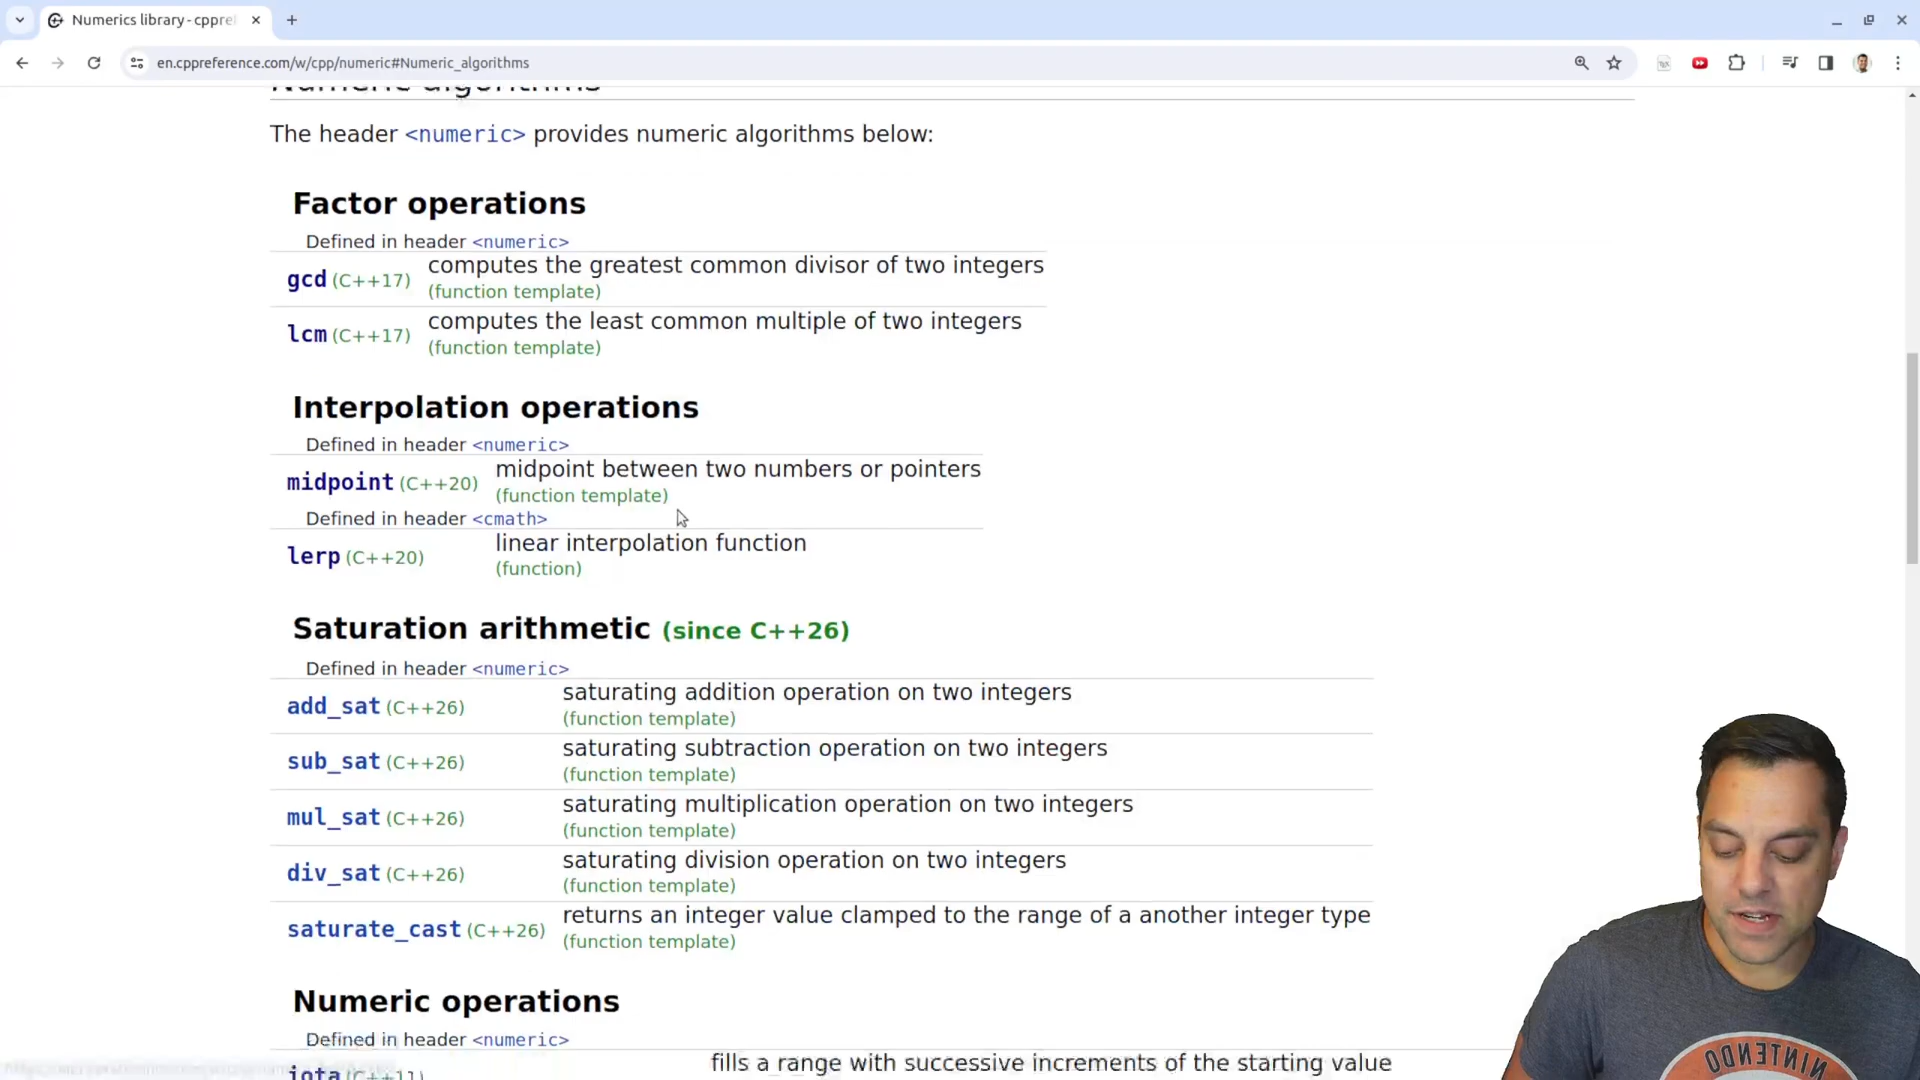 Numerics library - cppref
en.cppreference.com/w/cpp/numeric#Numeric_algorithms
Numeric algorithms
The header <numeric> provides numeric algorithms below:
Factor operations
Defined in header <numeric>
gcd (C++17) computes the greatest common divisor of two integers
(function template)
lcm (C++17) computes the least common multiple of two integers
(function template)
Interpolation operations
Defined in header <numeric>
midpoint (C++20) midpoint between two numbers or pointers
(function template)
Defined in header <cmath>
lerp (C++20) linear interpolation function
(function)
Saturation arithmetic (since C++26)
Defined in header <numeric>
add_sat (C++26) saturating addition operation on two integers
(function template)
sub_sat (C++26) saturating subtraction operation on two integers
(function template)
mul_sat (C++26) saturating multiplication operation on two integers
(function template)
div_sat (C++26) saturating division operation on two integers
(function template)
saturate_cast (C++26) returns an integer value clamped to the range of a another integer type
(function template)
Numeric operations
Defined in header <numeric>
fills a range with successive increments of the starting value
iota (C++11)
NINTENDO